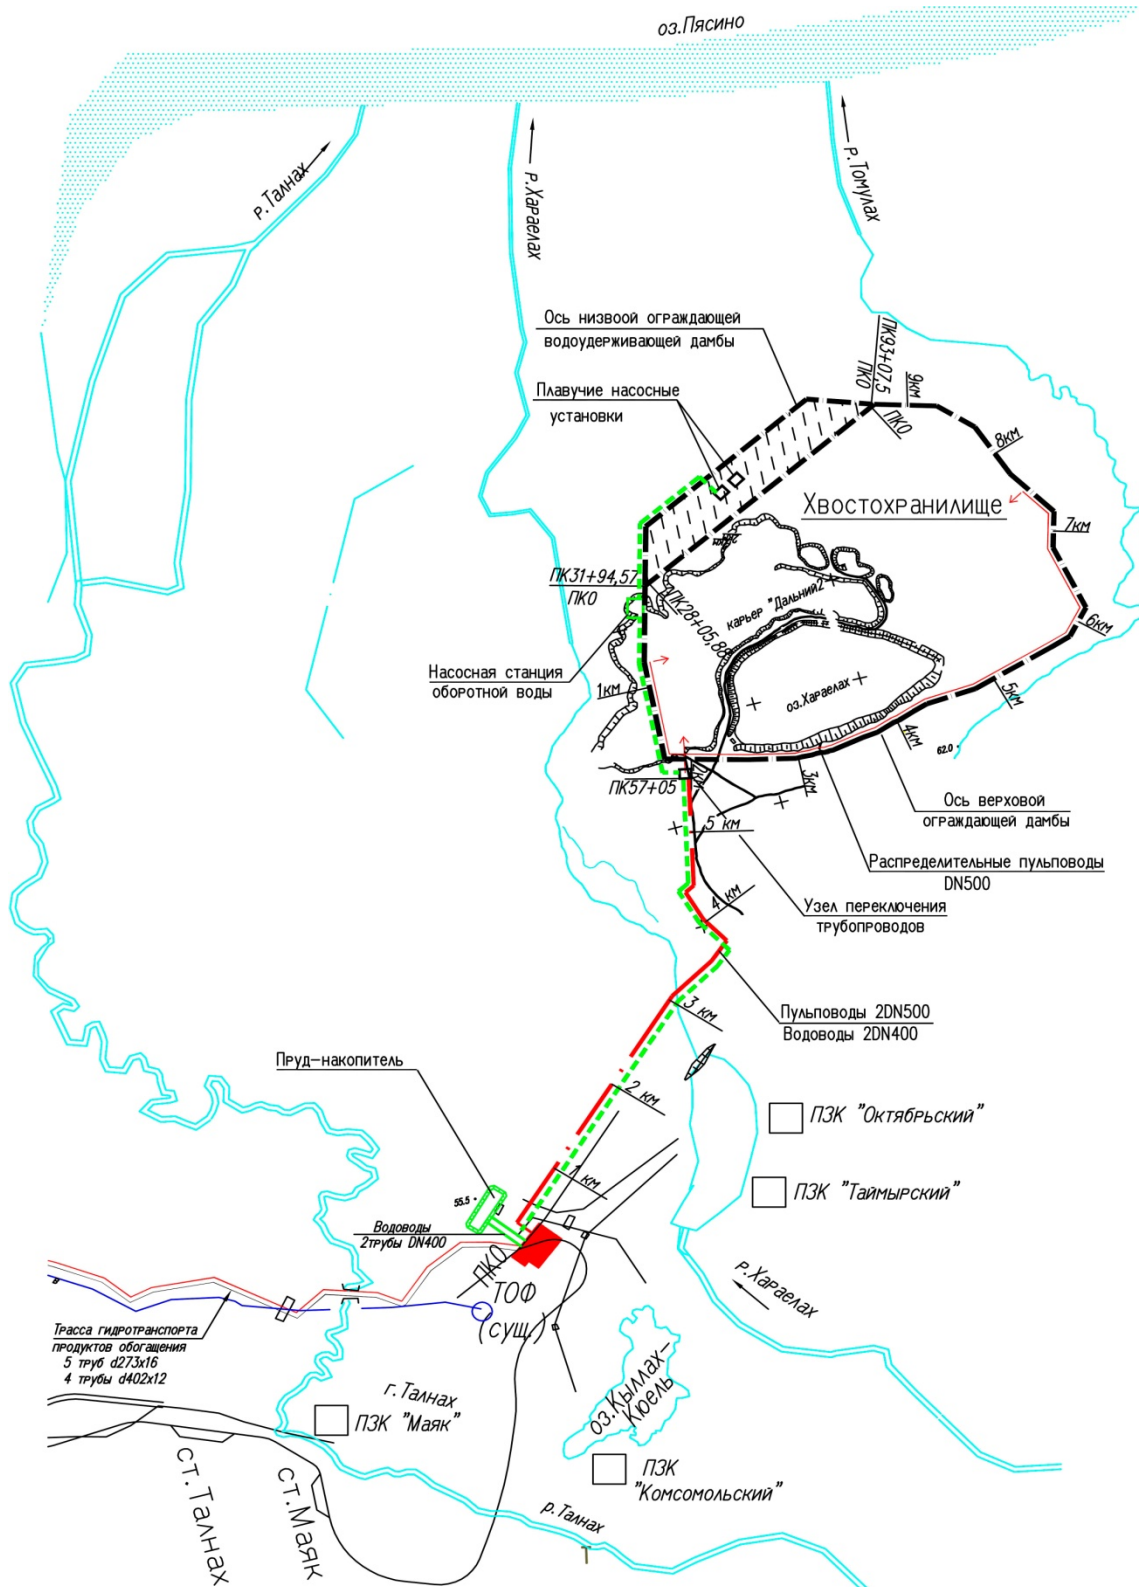 оз.Пясино
р.Талнах
р.Хараелах
р.Томулах
Ось низвоой ограждающей
водоудерживающей дамбы
ПК93+07,5
ПК0
9км
ПК0
Плавучие насосные
установки
8км
Хвостохранилище
7км
ПК31+94,57
ПК0
ПК28+05,88
карьер "Дальний2"
6км
Насосная станция
оборотной воды
1км
оз.Хараелах
5км
4км
62.0
ПК57+05
3км
Ось верховой
ограждающей дамбы
5 км
Распределительные пульповоды
DN500
4 км
Узел переключения
трубопроводов
3 км
Пульповоды 2DN500
Водоводы 2DN400
Пруд-накопитель
2 км
ПЗК "Октябрьский"
1 км
ПЗК "Таймырский"
55.5
Водоводы
2трубы DN400
ПК0
ТОФ
(сущ.)
р.Хараелах
Трасса гидротранспорта
продуктов обогащения
5 труб d273х16
4 трубы d402х12
г.Талнах
ПЗК "Маяк"
оз.Кыллах-
Кюель
ст.Талнах
ст.Маяк
ПЗК
"Комсомольский"
р.Талнах